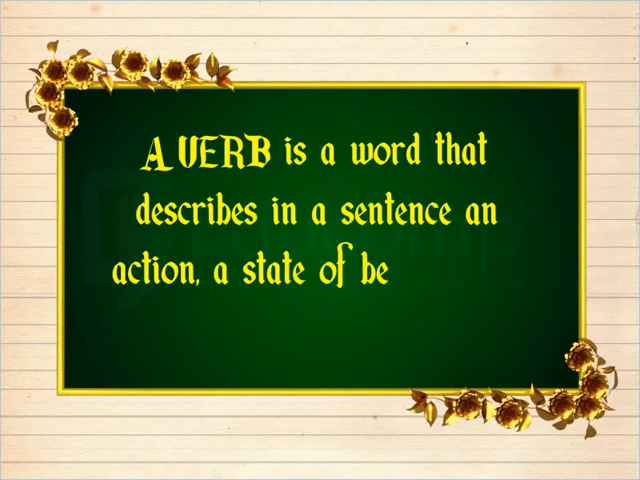 A VERB is a word that
describes in a sentence an
action, a state of be